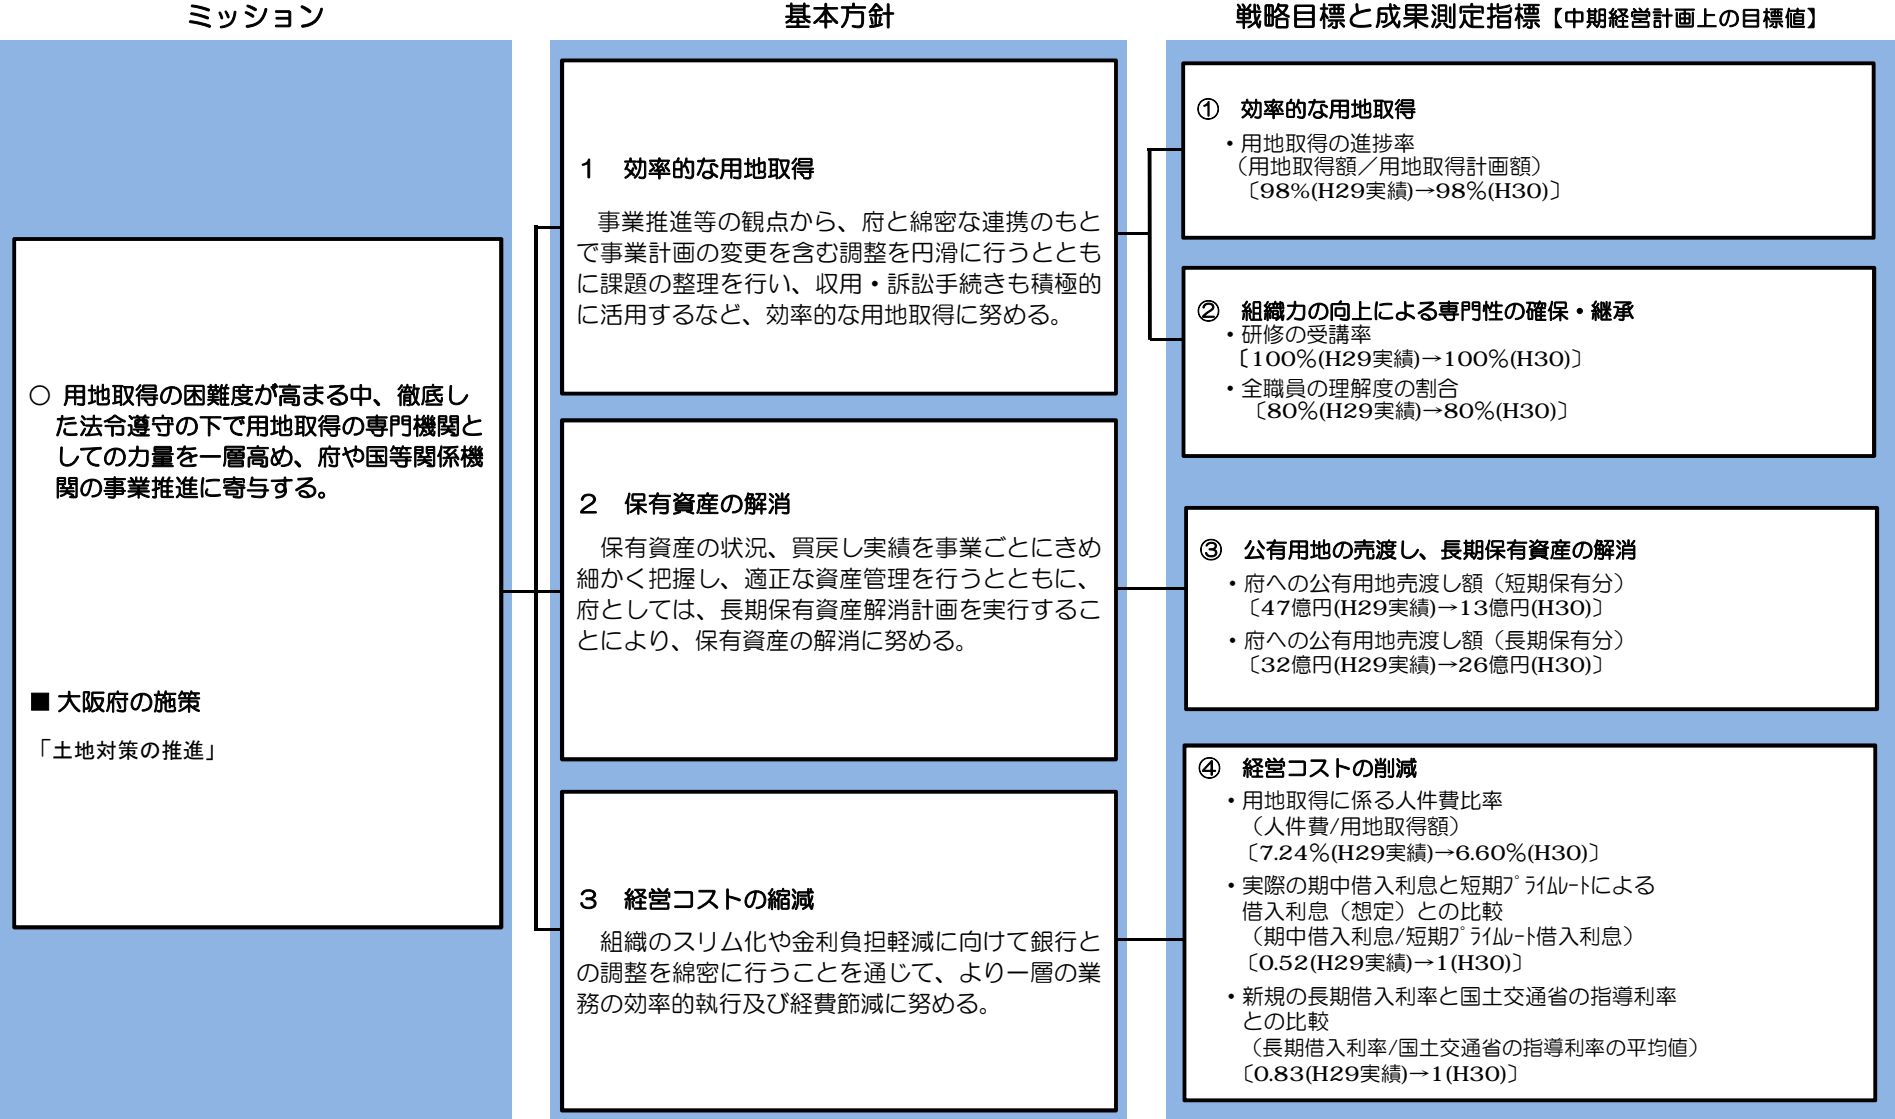 ミッション
○ 用地取得の困難度が高まる中、徹底し
た法令遵守の下で用地取得の専門機関と
しての力量を一層高め、府や国等関係機
関の事業推進に寄与する。
■ 大阪府の施策
「土地対策の推進」
基本方針
１　効率的な用地取得
事業推進等の観点から、府と綿密な連携のもと
で事業計画の変更を含む調整を円滑に行うととも
に課題の整理を行い、収用・訴訟手続きも積極的
に活用するなど、効率的な用地取得に努める。
２　保有資産の解消
保有資産の状況、買戻し実績を事業ごとにきめ
細かく把握し、適正な資産管理を行うとともに、
府としては、長期保有資産解消計画を実行するこ
とにより、保有資産の解消に努める。
３　経営コストの縮減
組織のスリム化や金利負担軽減に向けて銀行と
の調整を綿密に行うことを通じて、より一層の業
務の効率的執行及び経費節減に努める。
戦略目標と成果測定指標【中期経営計画上の目標値】
①　効率的な用地取得
・用地取得の進捗率
（用地取得額／用地取得計画額）
〔98%(H29実績)→98％(H30)〕
②　組織力の向上による専門性の確保・継承
・研修の受講率
〔100％(H29実績)→100％(H30)〕
・全職員の理解度の割合
〔80％(H29実績)→80％(H30)〕
③　公有用地の売渡し、長期保有資産の解消
・府への公有用地売渡し額（短期保有分）
〔47億円(H29実績)→13億円(H30)〕
・府への公有用地売渡し額（長期保有分）
〔32億円(H29実績)→26億円(H30)〕
④　経営コストの削減
・用地取得に係る人件費比率
（人件費/用地取得額）
〔7.24％(H29実績)→6.60％(H30)〕
・実際の期中借入利息と短期ﾌﾟﾗｲﾑﾚｰﾄによる
借入利息（想定）との比較
（期中借入利息/短期ﾌﾟﾗｲﾑﾚｰﾄ借入利息）
〔0.52(H29実績)→1(H30)〕
・新規の長期借入利率と国土交通省の指導利率
との比較
（長期借入利率/国土交通省の指導利率の平均値）
〔0.83(H29実績)→1(H30)〕